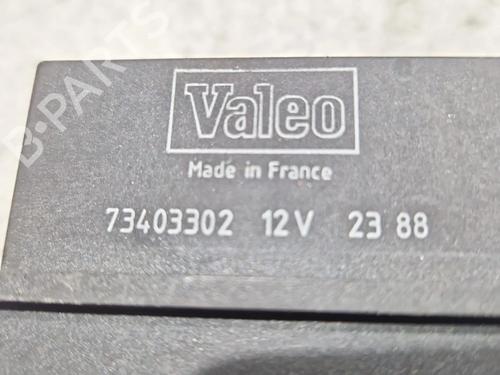 Valeo
Made in France
73403302 12V 23 88
B-PARTS